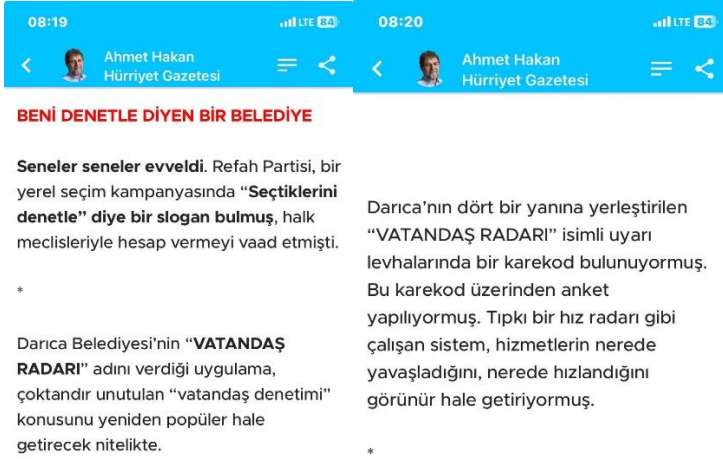 08:19
LTE 84
Ahmet Hakan
Hürriyet Gazetesi
BENİ DENETLE DİYEN BİR BELEDİYE
Seneler seneler evveldi. Refah Partisi, bir
yerel seçim kampanyasında “Seçtiklerini
denetle” diye bir slogan bulmuş, halk
meclisleriyle hesap vermeyi vaad etmişti.
*
Darıca Belediyesi’nin “VATANDAŞ
RADARI” adını verdiği uygulama,
çoktandır unutulan “vatandaş denetimi”
konusunu yeniden popüler hale
getirecek nitelikte.
08:20
LTE 84
Ahmet Hakan
Hürriyet Gazetesi
Darıca’nın dört bir yanına yerleştirilen
“VATANDAŞ RADARI” isimli uyarı
levhalarında bir karekod bulunuyormuş.
Bu karekod üzerinden anket
yapılıyormuş. Tıpkı bir hız radarı gibi
çalışan sistem, hizmetlerin nerede
yavaşladığını, nerede hızlandığını
görünür hale getiriyormuş.
*